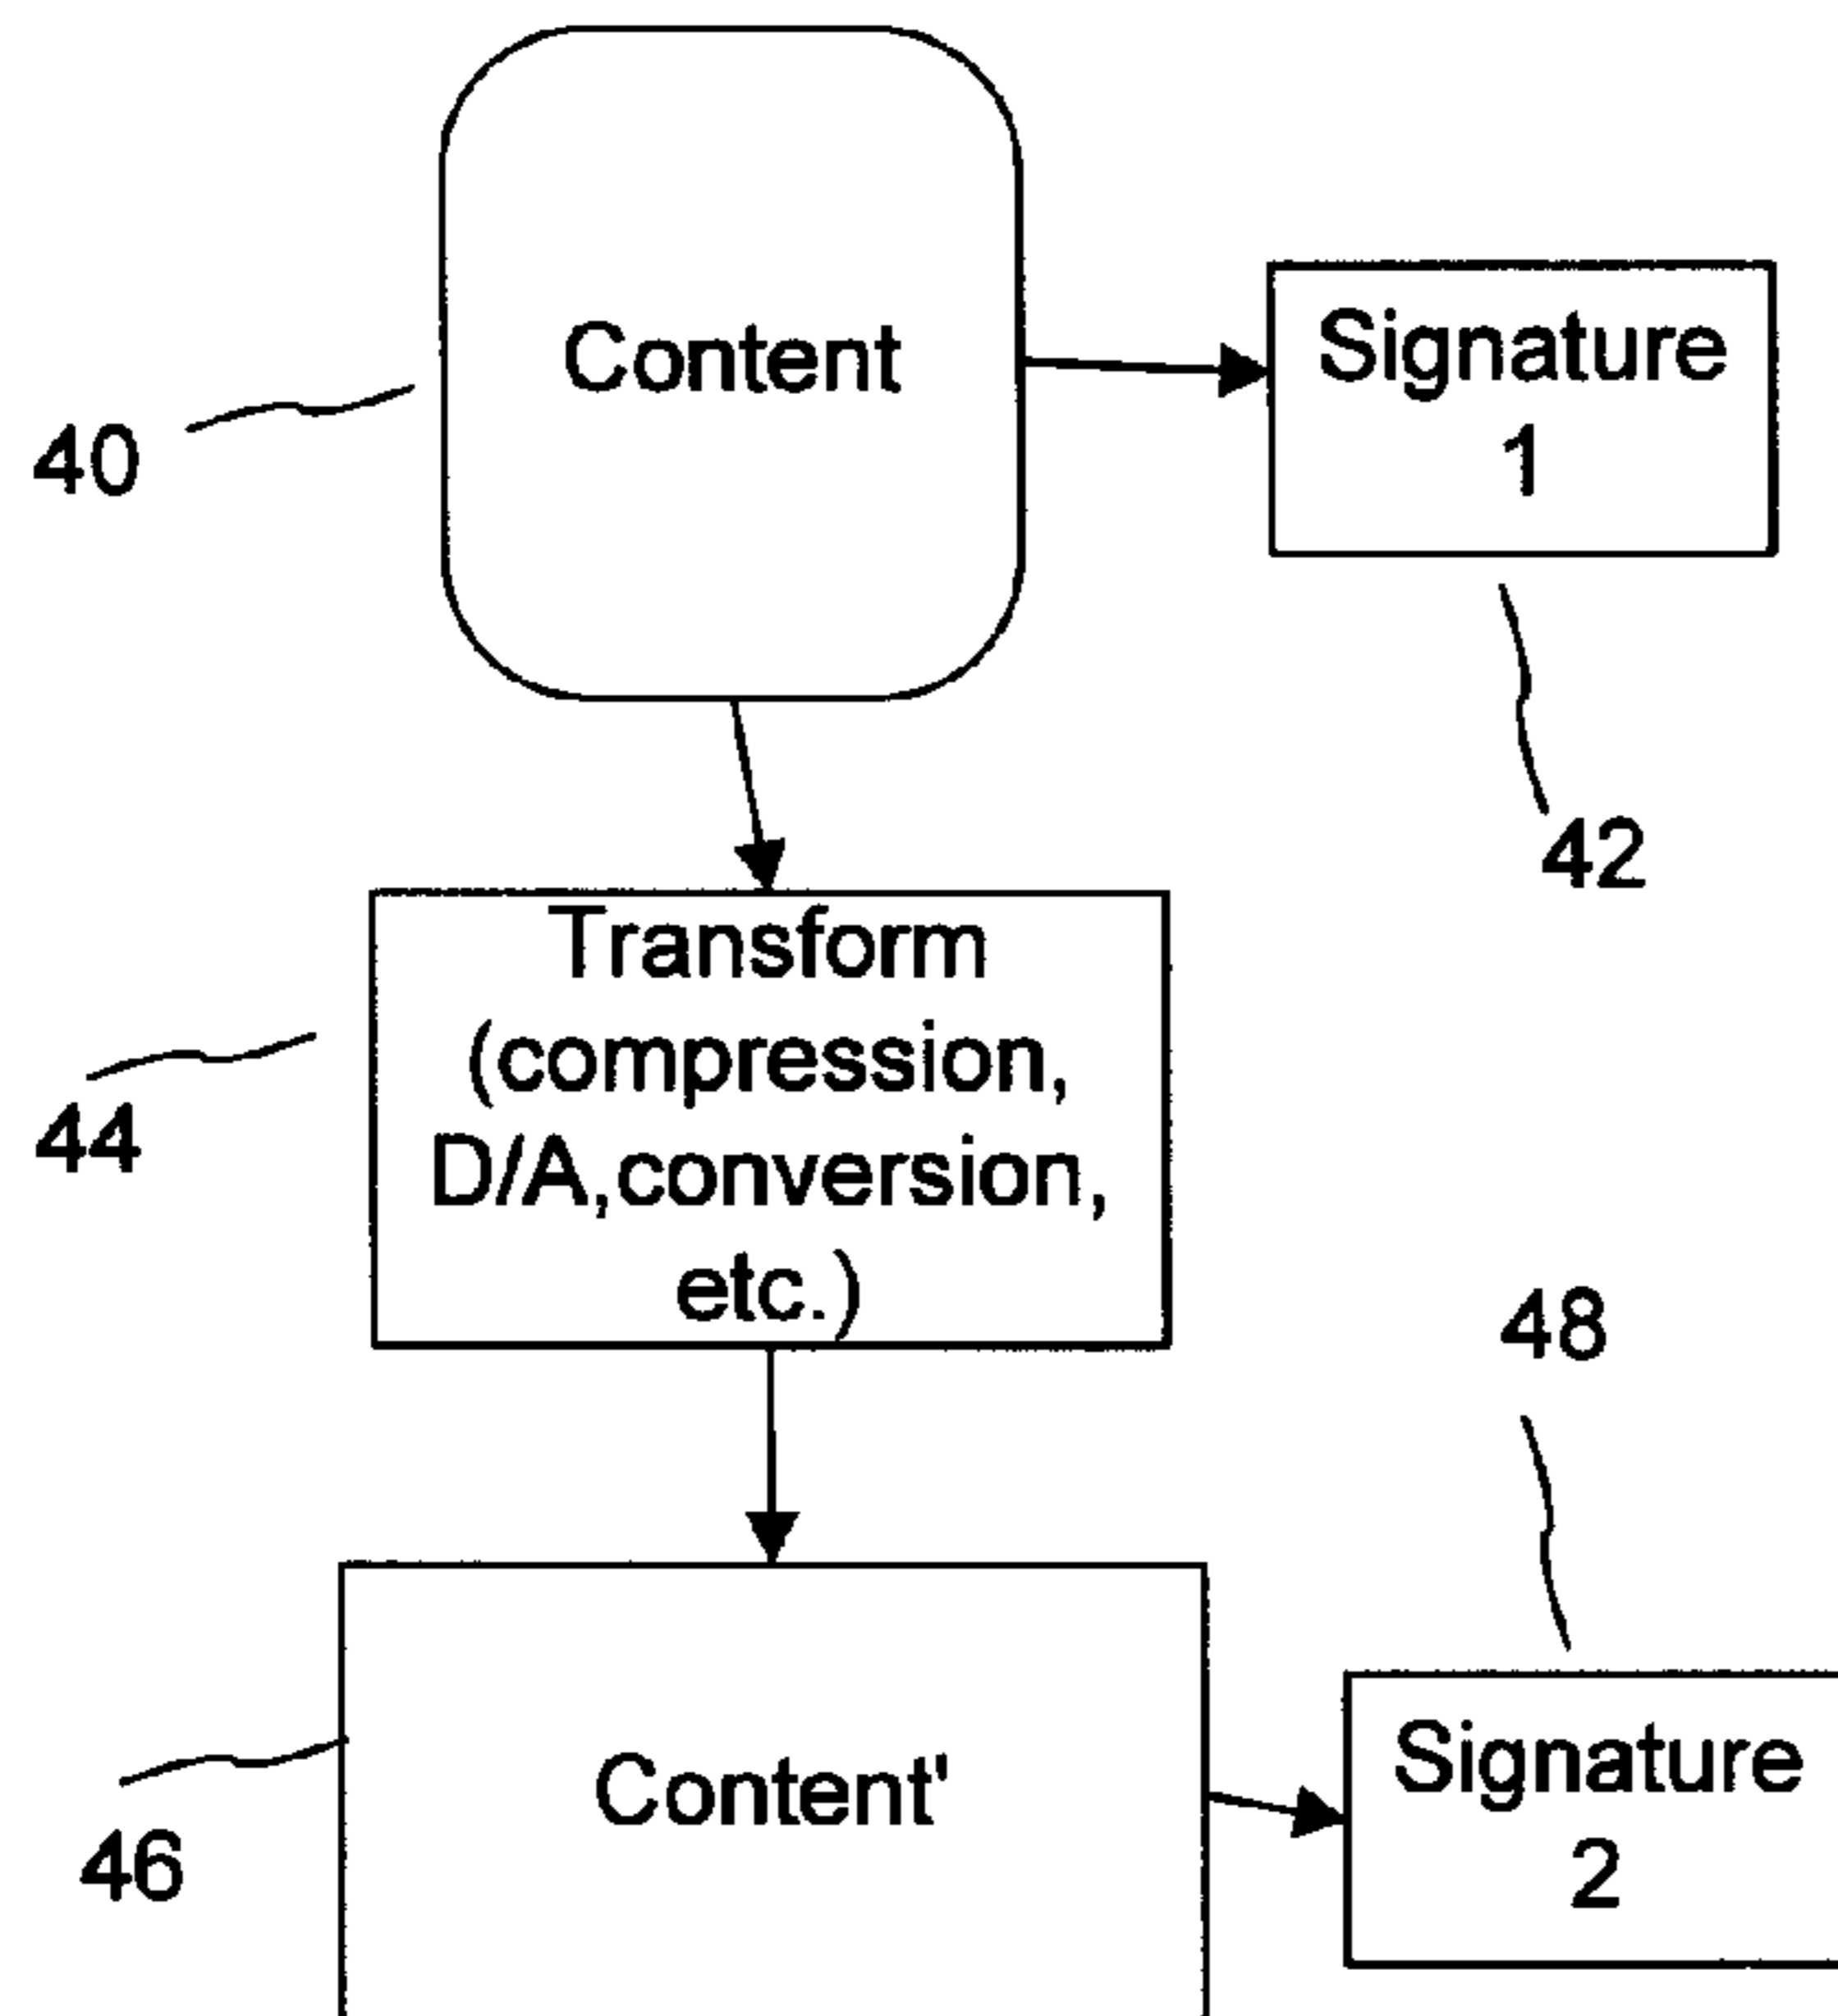 Content
Signature
1
40
42
Transform
(compression,
D/A,conversion,
etc.)
44
48
Content'
Signature
2
46